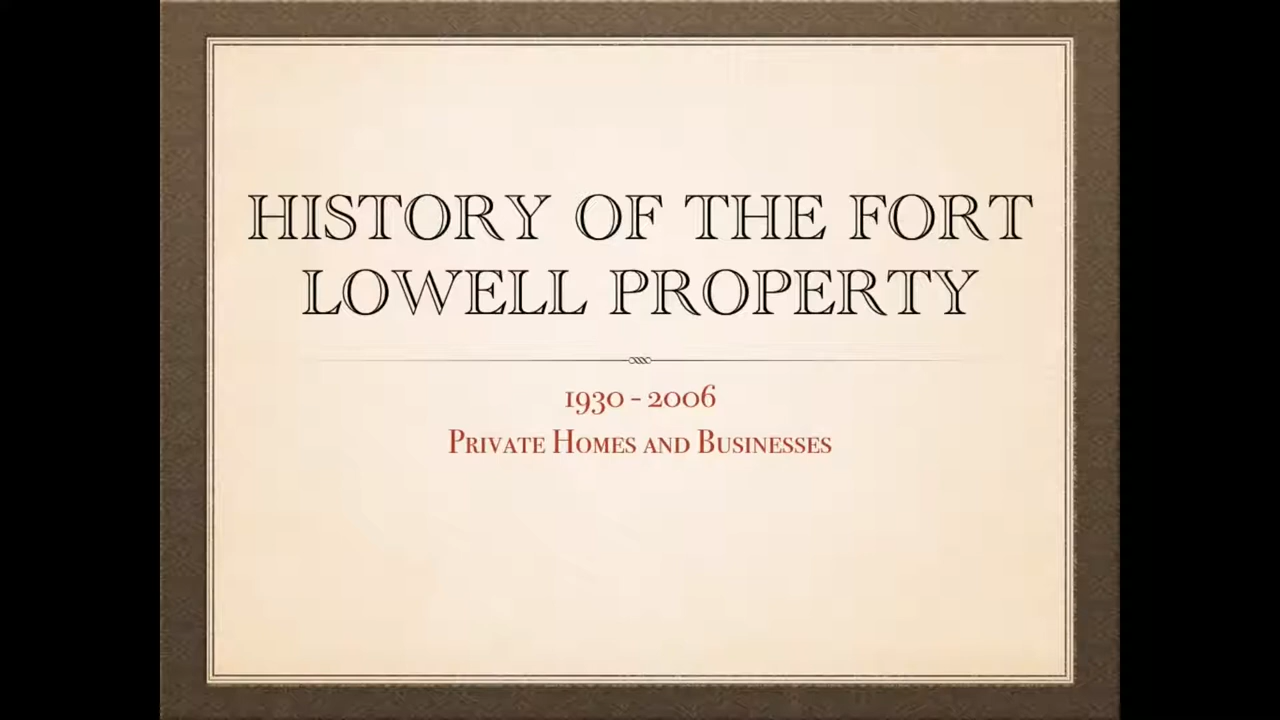 HISTORY OF THE FORT
LOWELL PROPERTY
1930 - 2006
Private Homes and Businesses